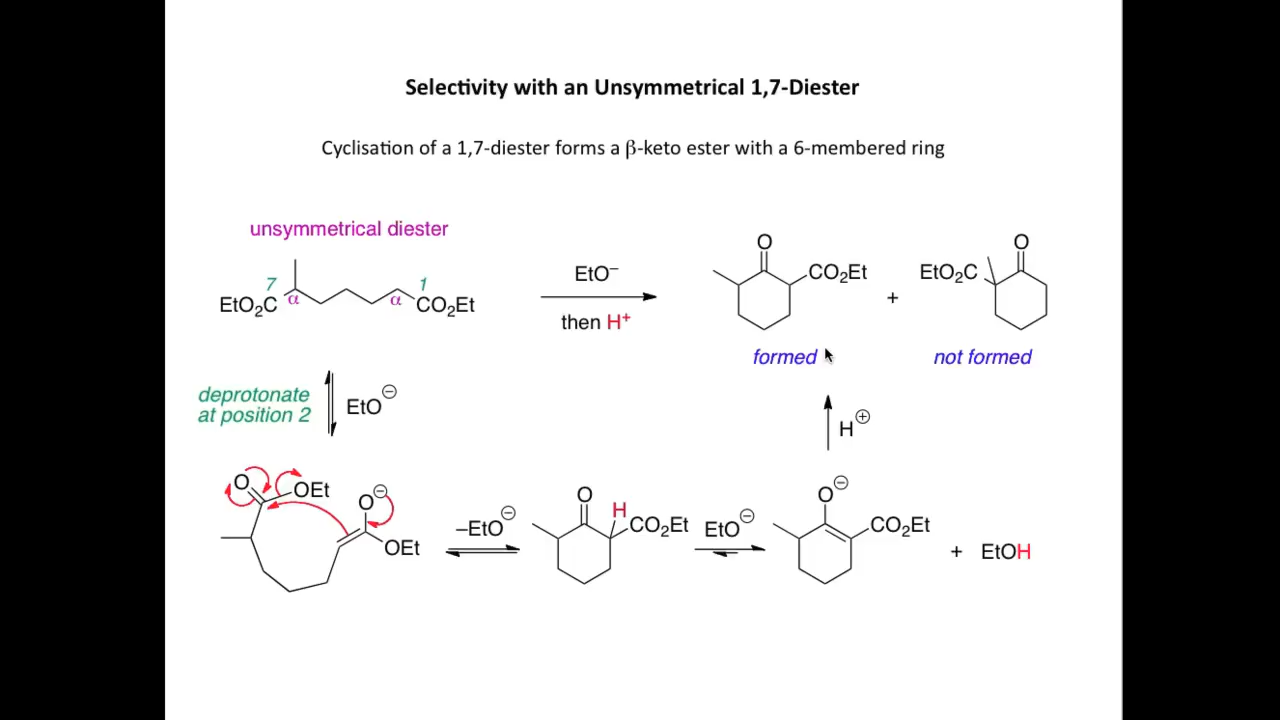 Selectivity with an Unsymmetrical 1,7-Diester
Cyclisation of a 1,7-diester forms a β-keto ester with a 6-membered ring
unsymmetrical diester
7
1
EtO₂C
α
α
CO₂Et
EtO⁻
then H⁺
O
CO₂Et
formed
+
O
EtO₂C
not formed
deprotonate
at position 2
EtO⊖
H⊕
O
OEt
O⊖
OEt
–EtO⊖
O
H
CO₂Et
EtO⊖
O⊖
CO₂Et
+ EtOH